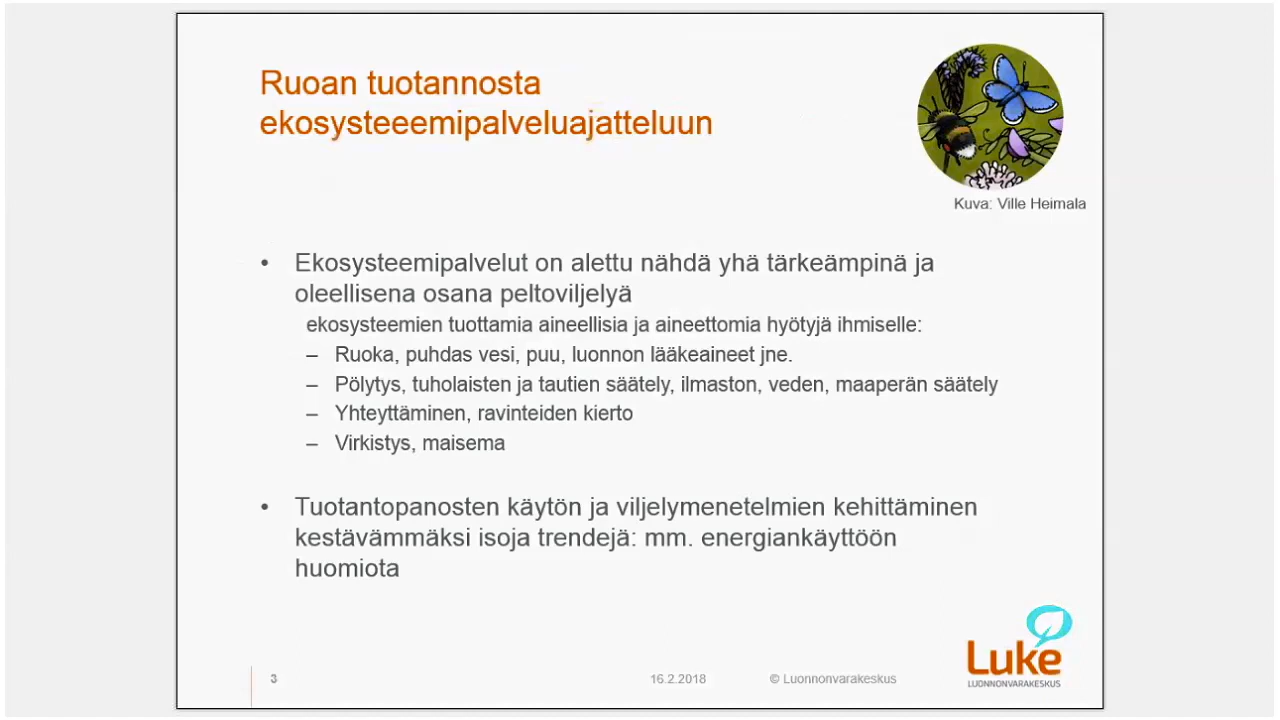 Ruoan tuotannosta
ekosysteeemipalveluajatteluun
Kuva: Ville Heimala
• Ekosysteemipalvelut on alettu nähdä yhä tärkeämpinä ja
oleellisena osana peltoviljelyä
ekosysteemien tuottamia aineellisia ja aineettomia hyötyjä ihmiselle:
– Ruoka, puhdas vesi, puu, luonnon lääkeaineet jne.
– Pölytys, tuholaisten ja tautien säätely, ilmaston, veden, maaperän säätely
– Yhteyttäminen, ravinteiden kierto
– Virkistys, maisema
• Tuotantopanosten käytön ja viljelymenetelmien kehittäminen
kestävämmäksi isoja trendejä: mm. energiankäyttöön
huomiota
Luke
LUONNONVARAKESKUS
3 16.2.2018 © Luonnonvarakeskus